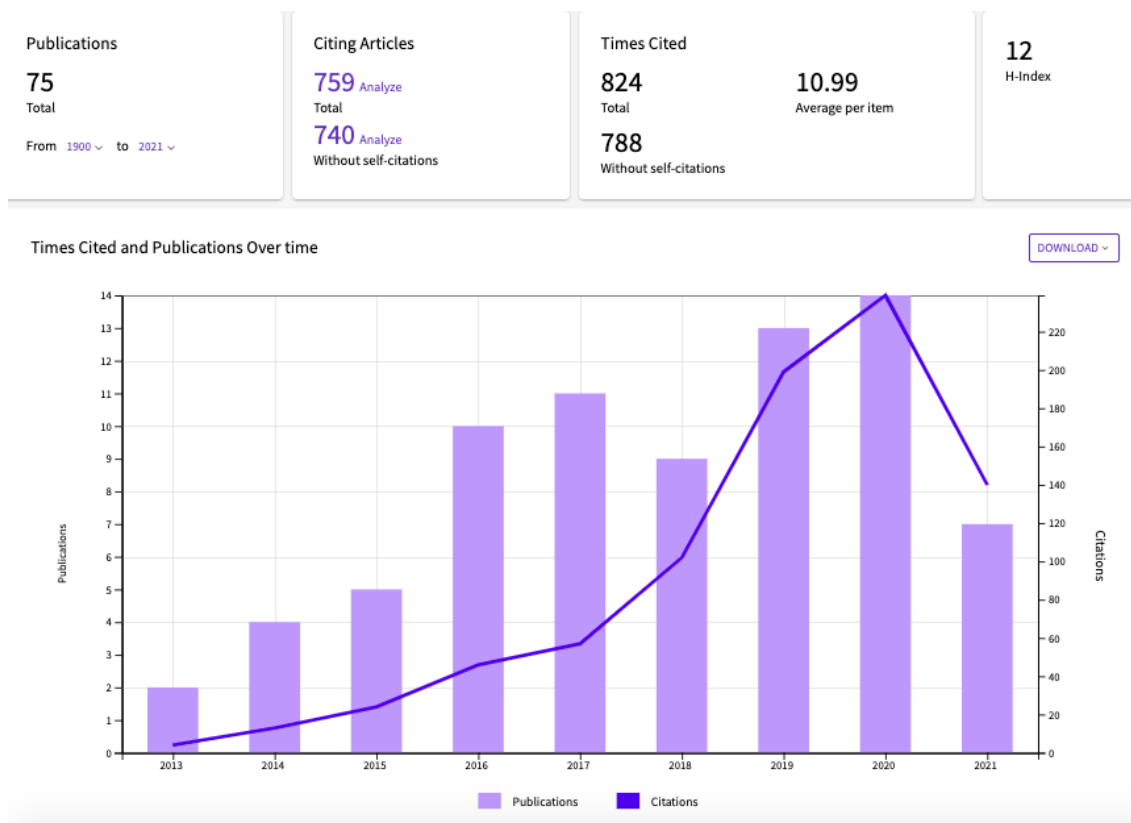 Publications
75
Total
From 1900 to 2021
Citing Articles
759 Analyze
Total
740 Analyze
Without self-citations
Times Cited
824
Total
788
Without self-citations
10.99
Average per item
12
H-Index
Times Cited and Publications Over time
DOWNLOAD
14
13
12
11
10
9
8
7
6
5
4
3
2
1
0
Publications
220
200
180
160
140
120
100
80
60
40
20
0
Citations
2013 2014 2015 2016 2017 2018 2019 2020 2021
Publications Citations